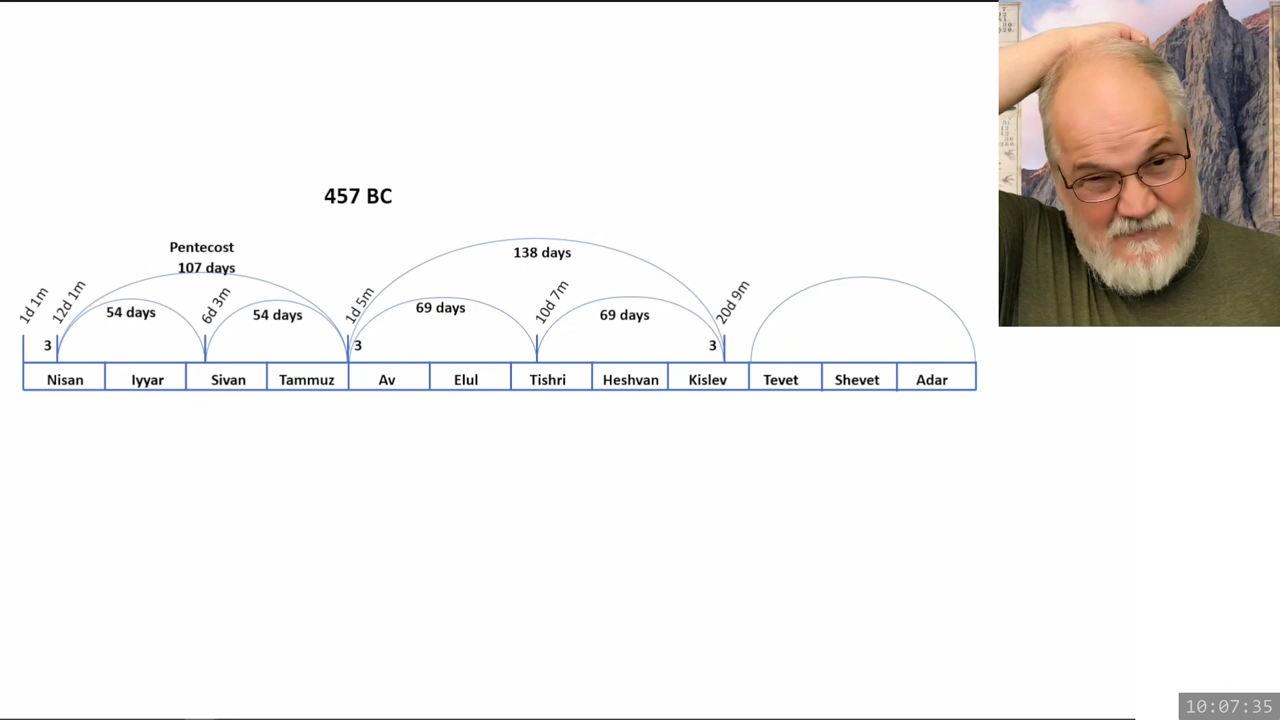 457 BC
Pentecost
107 days
138 days
1d 1m
12d 1m
54 days
6d 3m
54 days
1d 5m
69 days
10d 7m
69 days
20d 9m
3
3
3
Nisan Iyyar Sivan Tammuz Av Elul Tishri Heshvan Kislev Tevet Shevet Adar
10:07:35